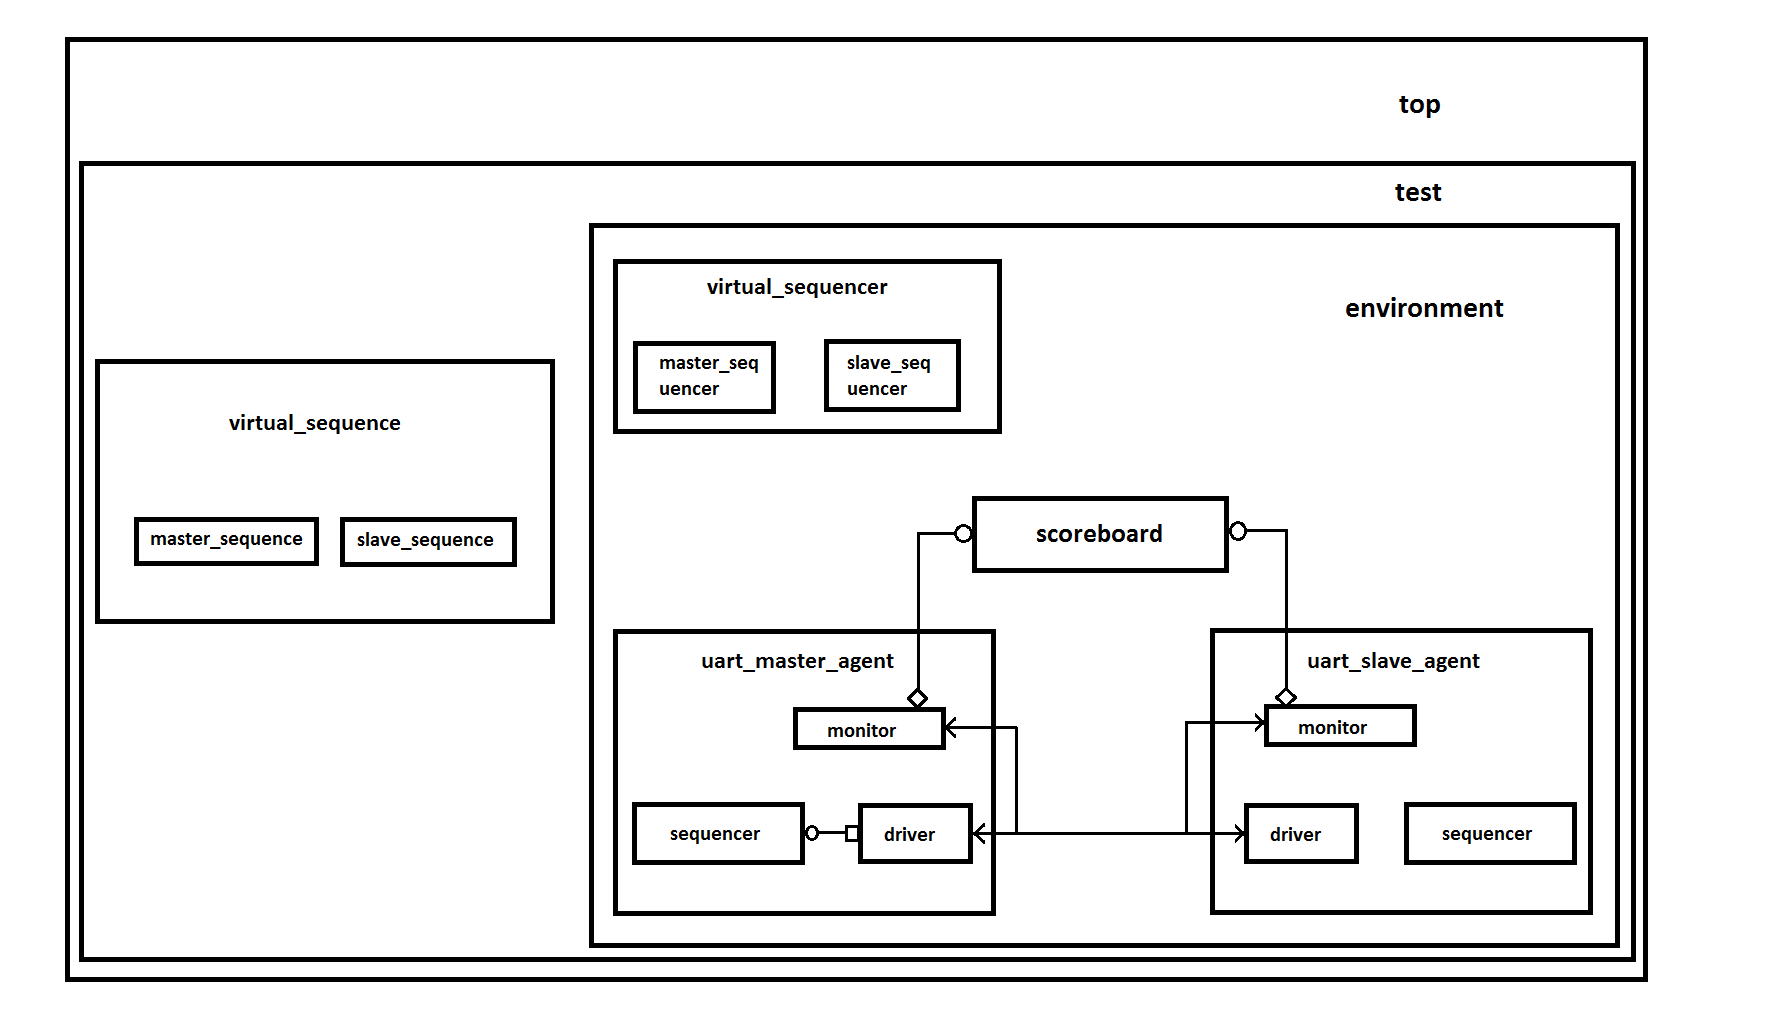 top
test
environment
virtual_sequencer
master_seq
uencer
slave_seq
uencer
virtual_sequence
master_sequence
slave_sequence
scoreboard
uart_master_agent
monitor
sequencer
driver
uart_slave_agent
monitor
driver
sequencer